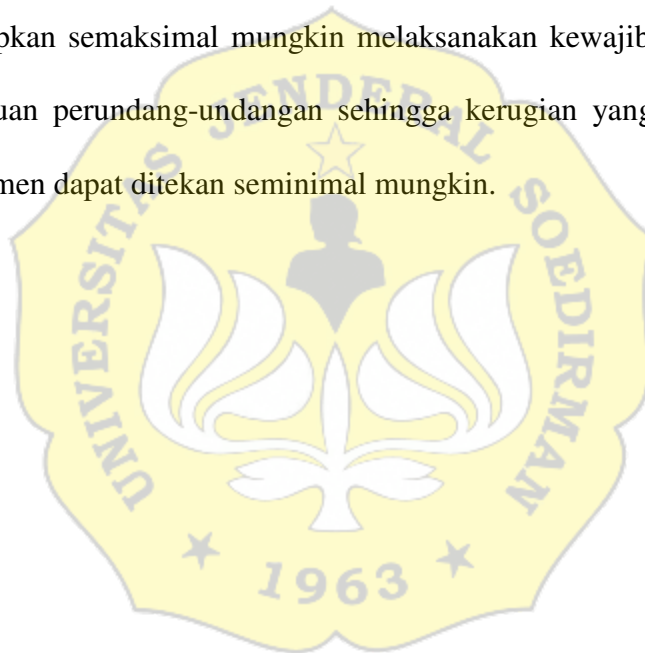 pkan semaksimal mungkin melaksanakan kewajib
uan perundang-undangan sehingga kerugian yang
men dapat ditekan seminimal mungkin.
UNIVERSITAS JENDERAL SOEDIRMAN
1963